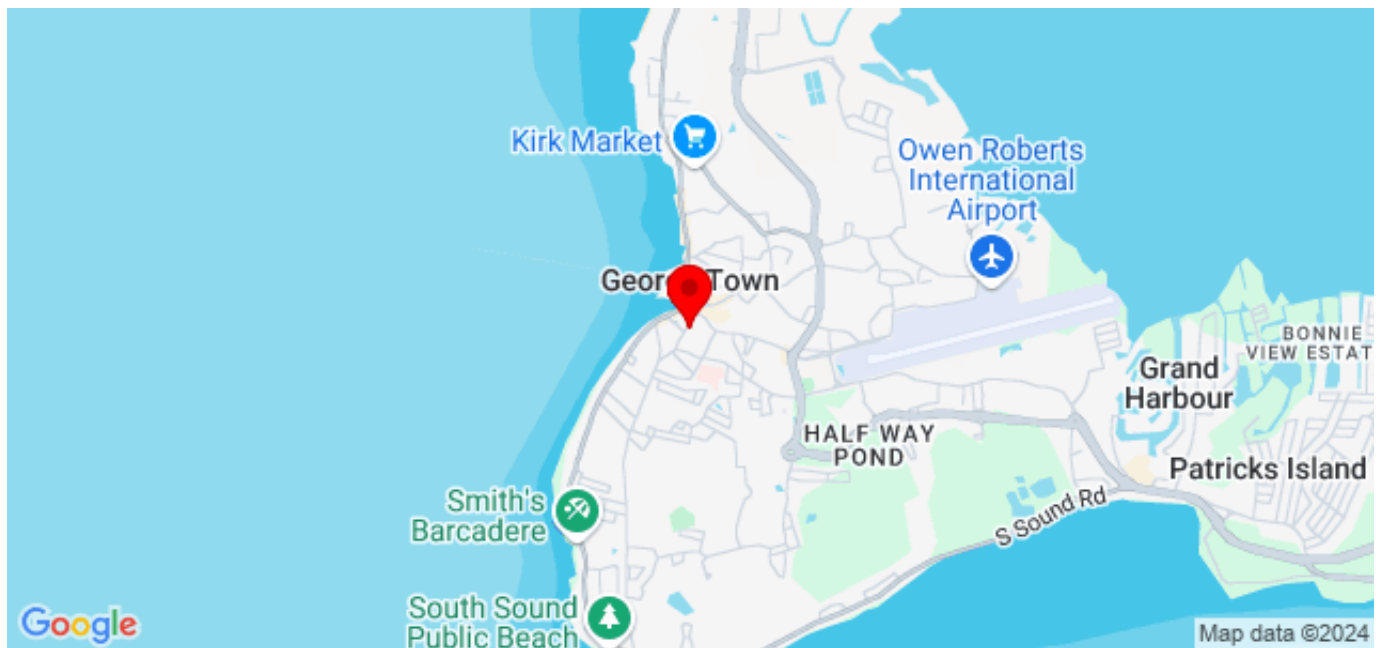 Kirk Market
Owen Roberts
International
Airport
George Town
BONNIE
VIEW ESTAT
Grand
Harbour
HALF WAY
POND
Patricks Island
Smith's
Barcadere
S Sound Rd
South Sound
Public Beach
Google
Map data ©2024